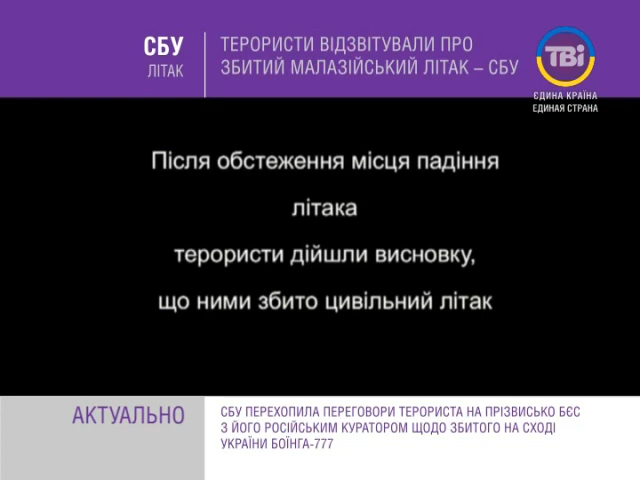 СБУ
ЛІТАК
ТЕРОРИСТИ ВІДЗВІТУВАЛИ ПРО
ЗБИТИЙ МАЛАЗІЙСЬКИЙ ЛІТАК – СБУ
ТВі
ЄДИНА КРАЇНА
ЕДИНАЯ СТРАНА
Після обстеження місця падіння
літака
терористи дійшли висновку,
що ними збито цивільний літак
АКТУАЛЬНО
СБУ ПЕРЕХОПИЛА ПЕРЕГОВОРИ ТЕРОРИСТА НА ПРІЗВИСЬКО БЄС
З ЙОГО РОСІЙСЬКИМ КУРАТОРОМ ЩОДО ЗБИТОГО НА СХОДІ
УКРАЇНИ БОЇНГА-777